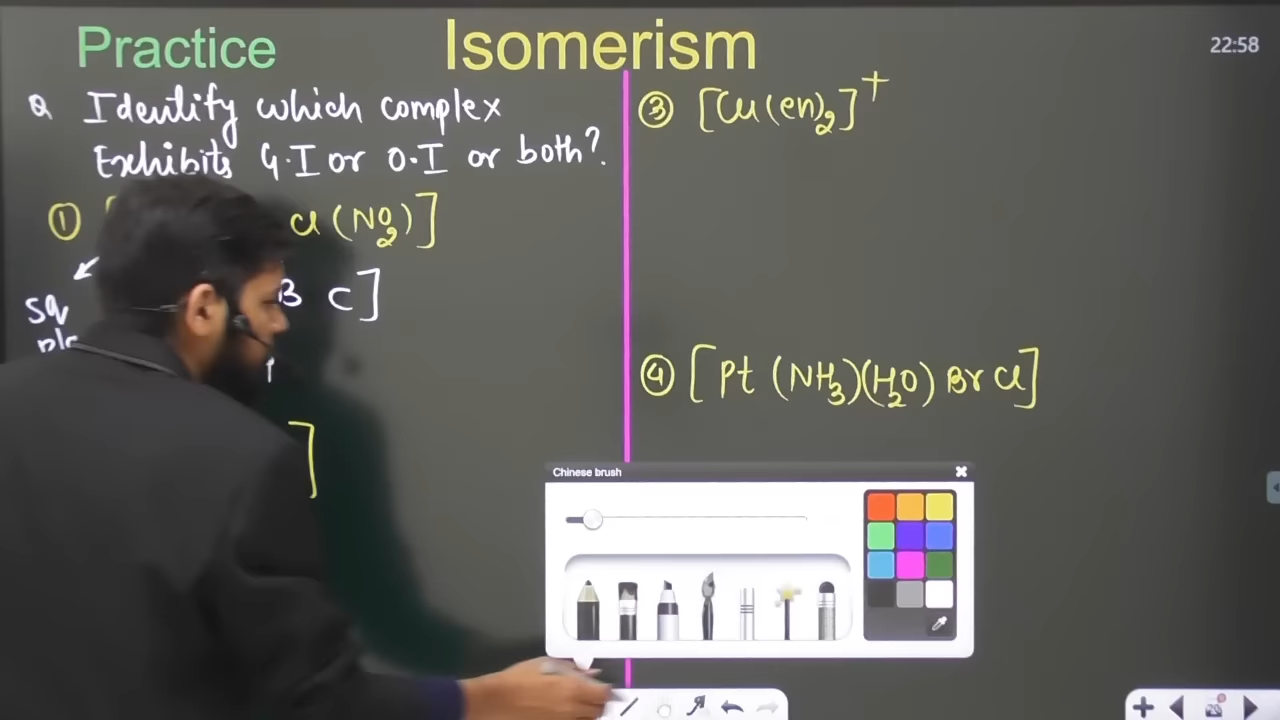 Practice
Isomerism
22:58
Q Identify which complex
Exhibits G.I or O.I or both?
① [ Cl (NO2)]
B C]
sq
]
③ [Cu(en)2]+
④ [Pt (NH3)(H2O) Br Cl]
Chinese brush